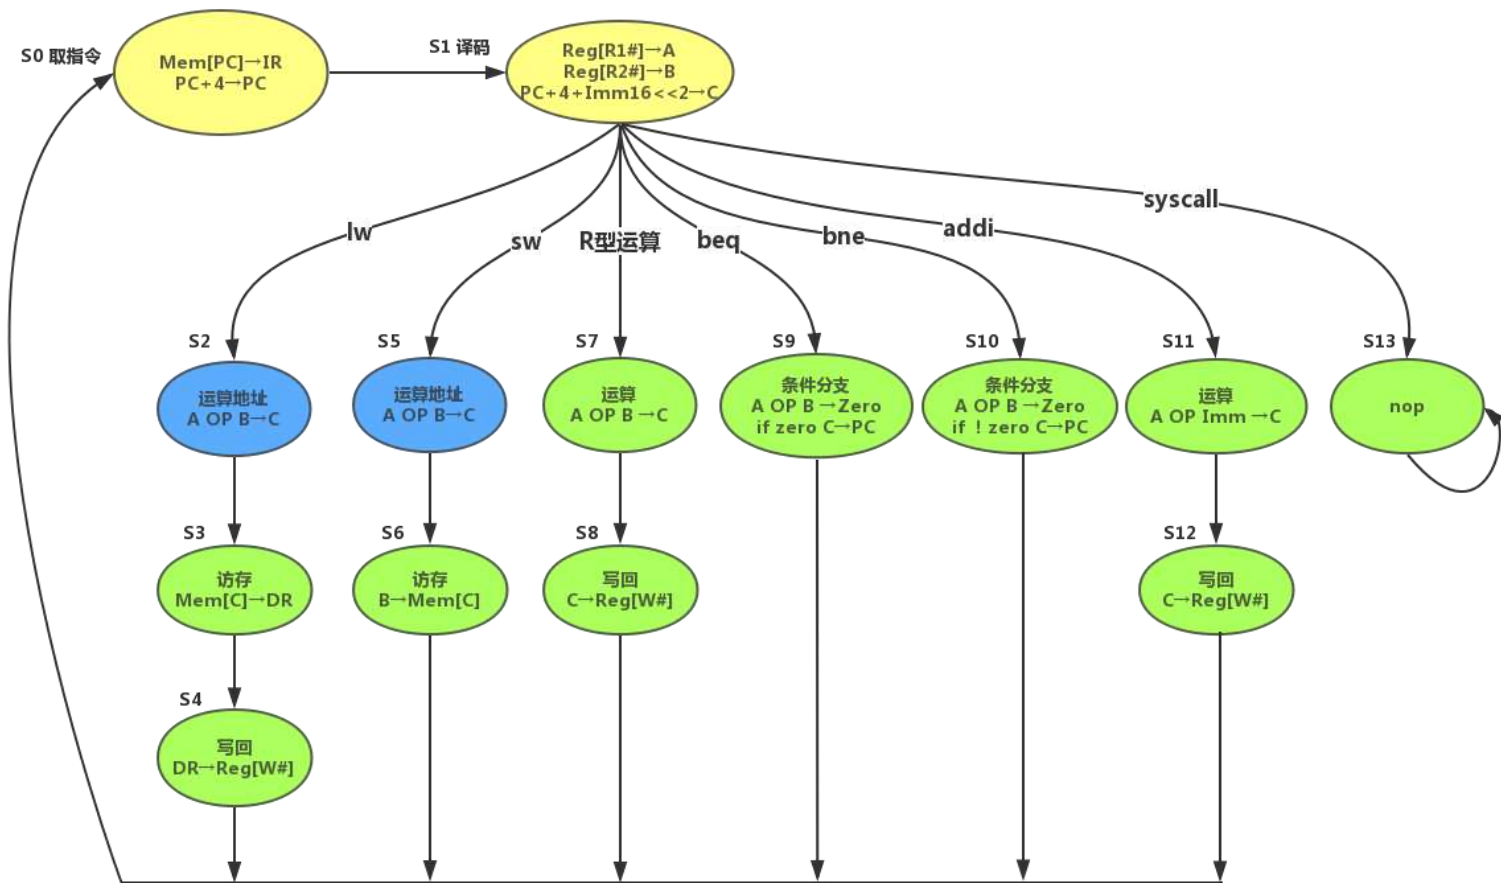 S0 取指令
Mem[PC]→IR
PC+4→PC
S1 译码
Reg[R1#]→A
Reg[R2#]→B
PC+4+Imm16<<2→C
lw
sw
R型运算
beq
bne
addi
syscall
S2
运算地址
A OP B→C
S5
运算地址
A OP B→C
S7
运算
A OP B →C
S9
条件分支
A OP B →Zero
if zero C→PC
S10
条件分支
A OP B →Zero
if ! zero C→PC
S11
运算
A OP Imm →C
S13
nop
S3
访存
Mem[C]→DR
S6
访存
B→Mem[C]
S8
写回
C→Reg[W#]
S12
写回
C→Reg[W#]
S4
写回
DR→Reg[W#]